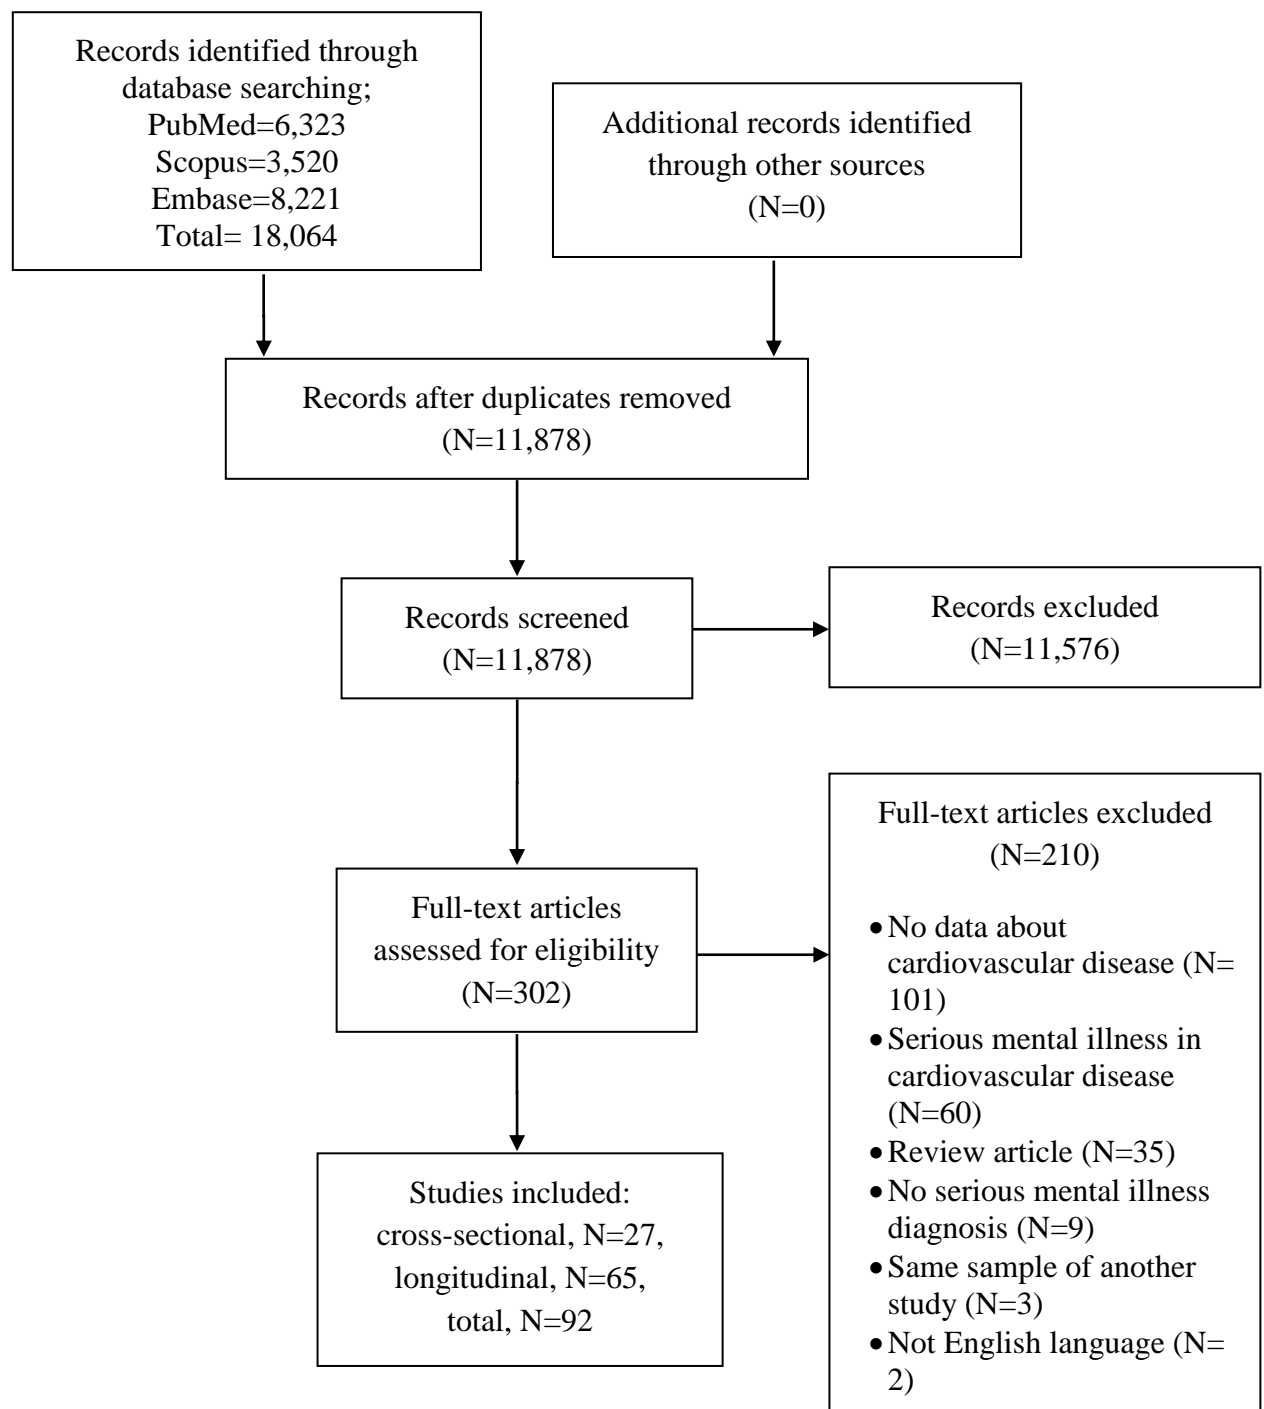 Records identified through
database searching;
PubMed=6,323
Scopus=3,520
Embase=8,221
Total= 18,064
Additional records identified
through other sources
(N=0)
Records after duplicates removed
(N=11,878)
Records screened
(N=11,878)
Records excluded
(N=11,576)
Full-text articles
assessed for eligibility
(N=302)
Full-text articles excluded
(N=210)
•No data about
cardiovascular disease (N=
101)
•Serious mental illness in
cardiovascular disease
(N=60)
•Review article (N=35)
•No serious mental illness
diagnosis (N=9)
•Same sample of another
study (N=3)
•Not English language (N=
2)
Studies included:
cross-sectional, N=27,
longitudinal, N=65,
total, N=92